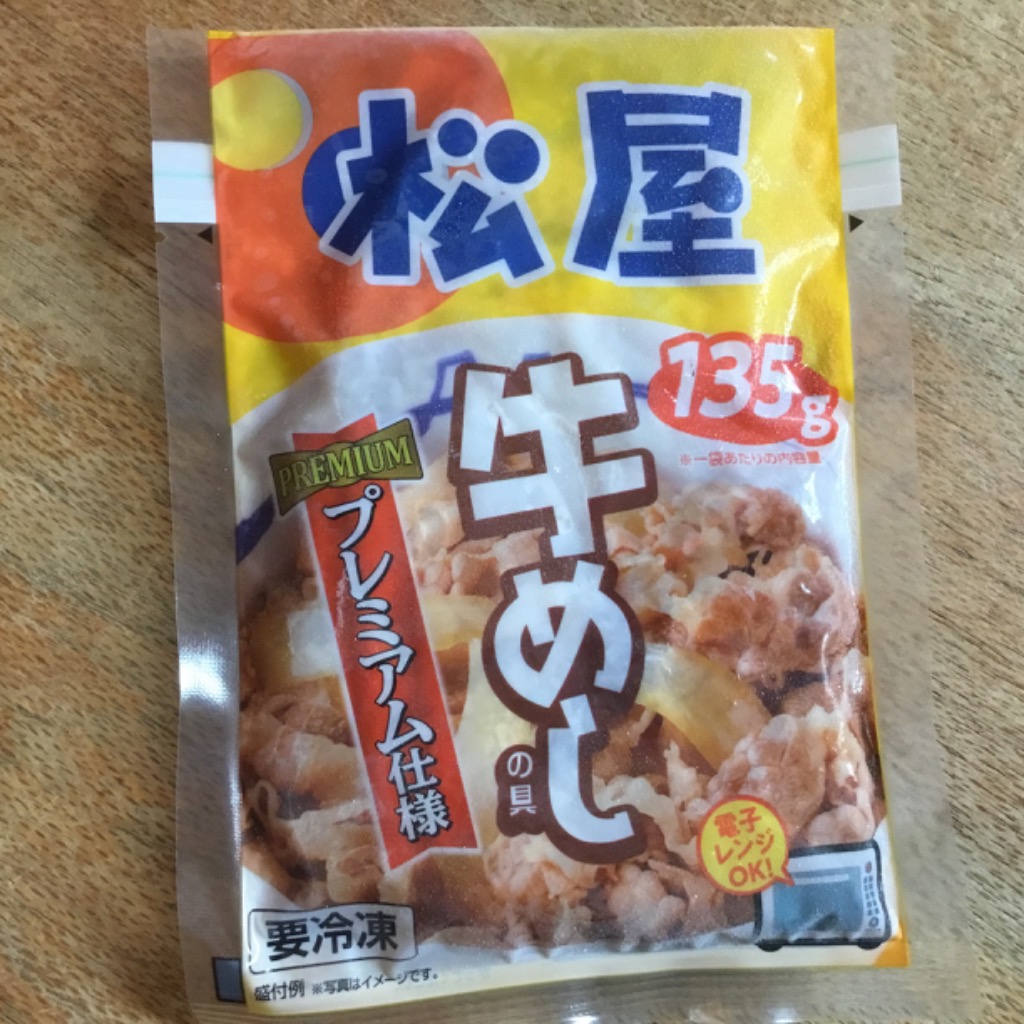 松屋
135g
※一袋あたりの内容量
牛めし
の具
PREMIUM
プレミアム仕様
電子
レンジ
OK!
要冷凍
盛付例 ※写真はイメージです。